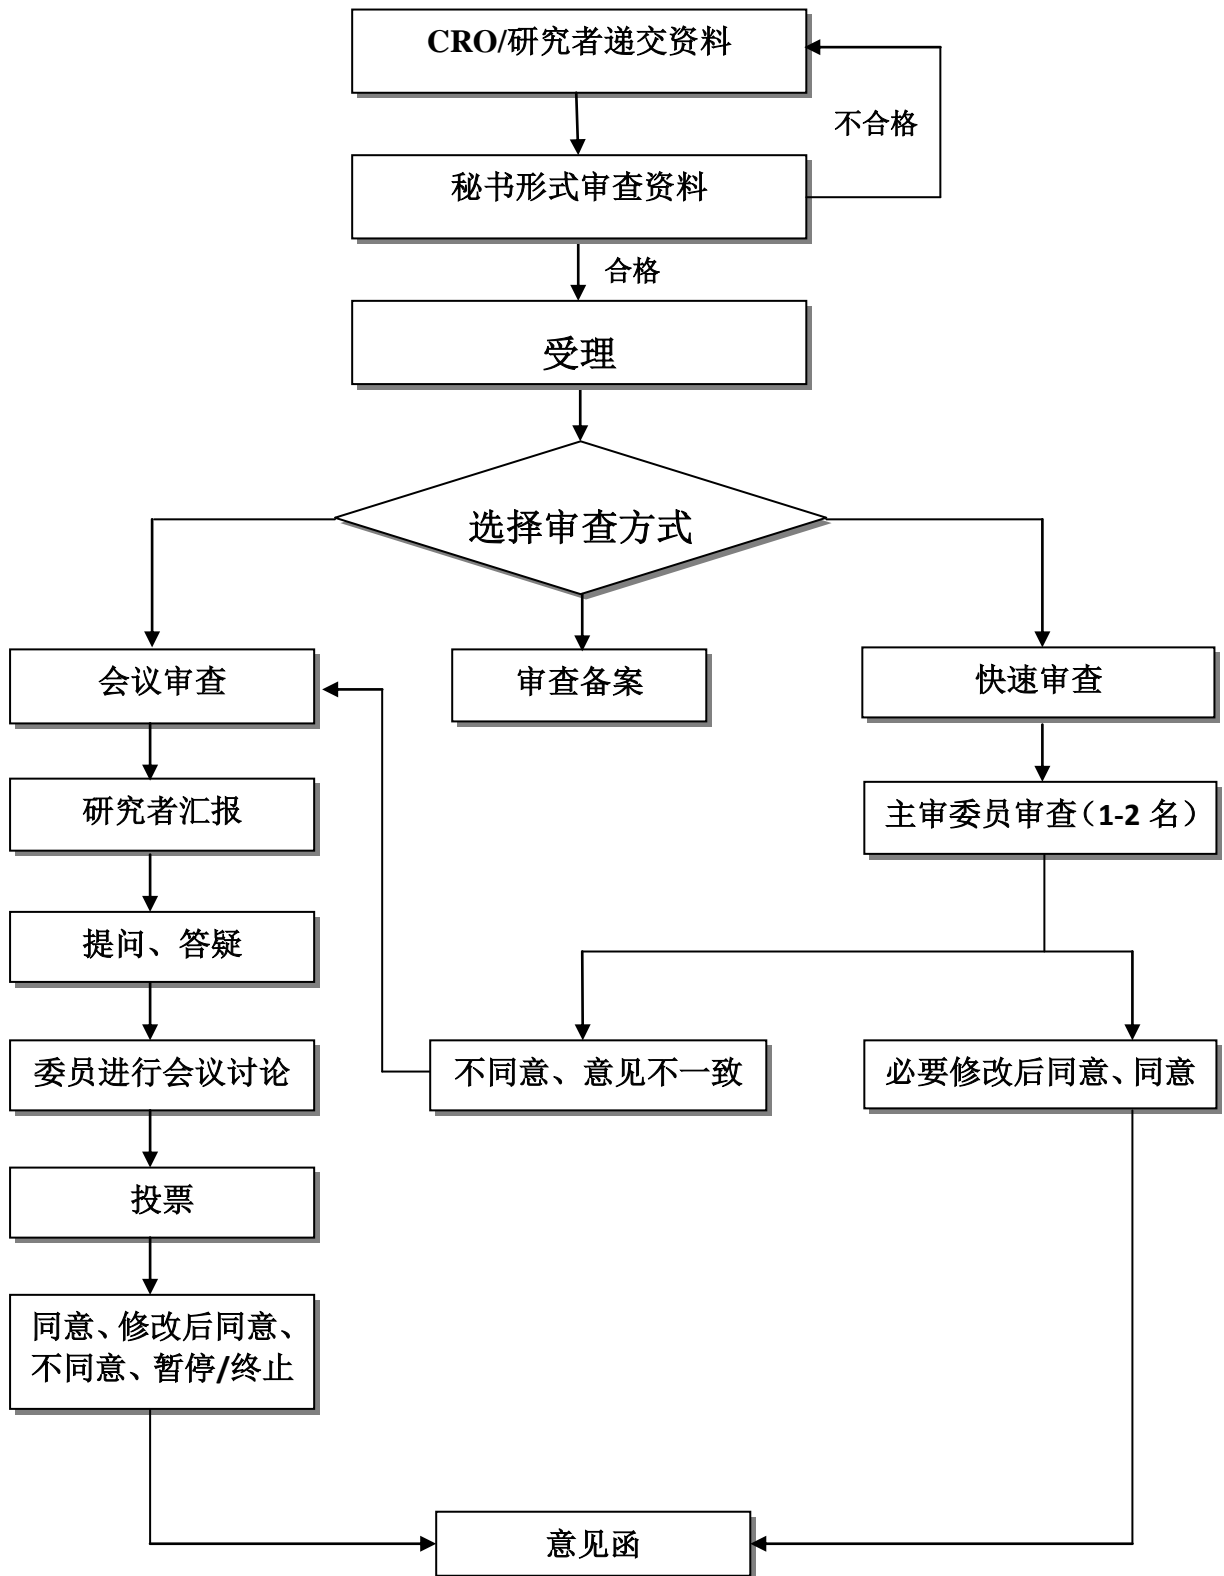 CRO/研究者递交资料
不合格
秘书形式审查资料
合格
受理
选择审查方式
会议审查
审查备案
快速审查
研究者汇报
主审委员审查（1-2 名）
提问、答疑
委员进行会议讨论
不同意、意见不一致
必要修改后同意、同意
投票
同意、修改后同意、
不同意、暂停/终止
意见函